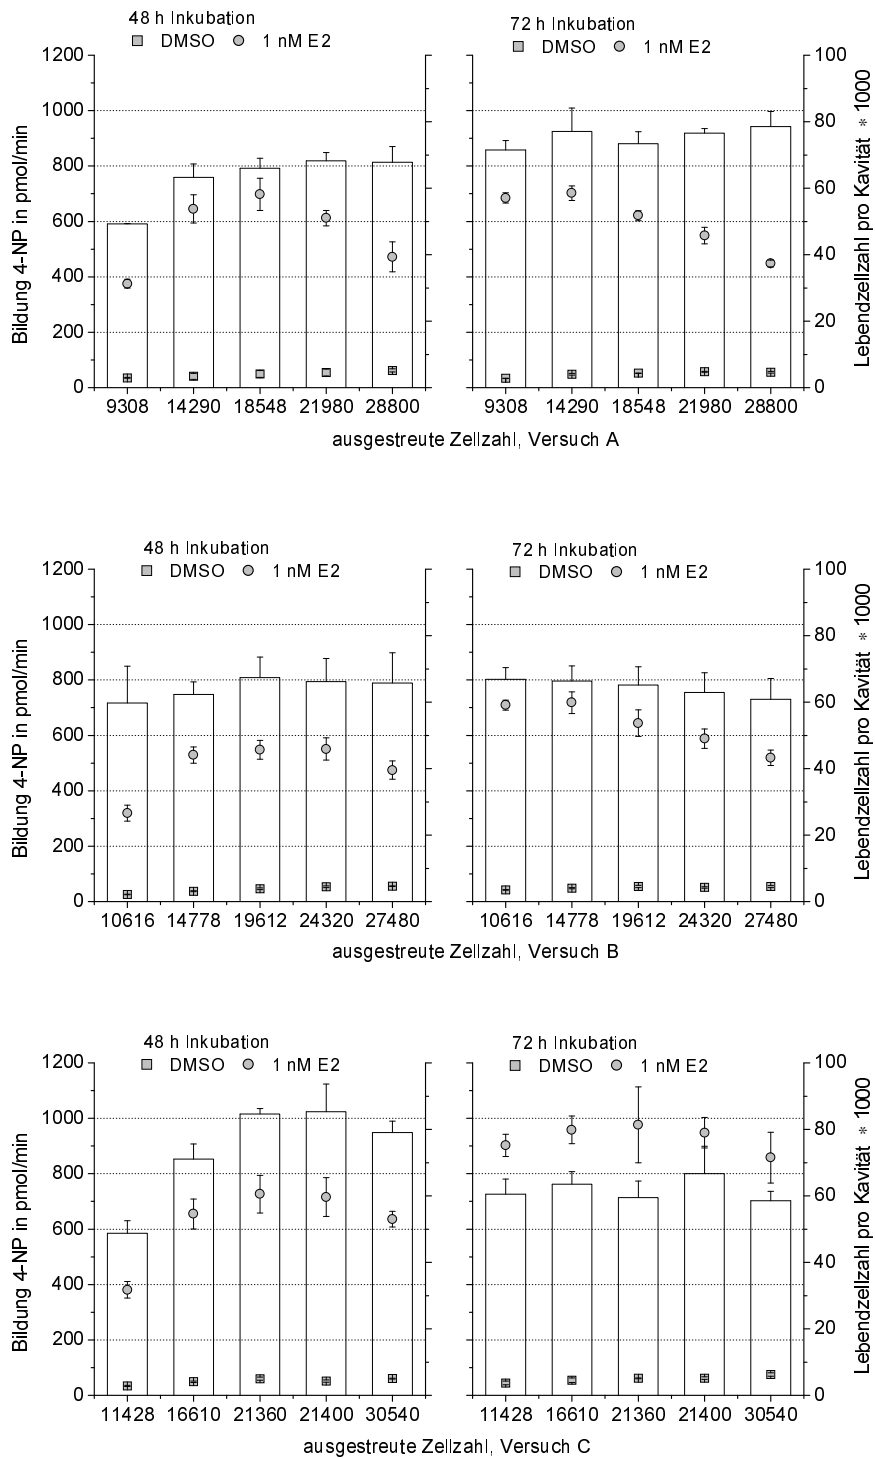 48 h Inkubation
DMSO 1 nM E2
72 h Inkubation
DMSO 1 nM E2
1200
1000
800
600
400
200
0
Bildung 4-NP in pmol/min
100
80
60
40
20
0
Lebendzellzahl pro Kavität * 1000
9308 14290 18548 21980 28800
9308 14290 18548 21980 28800
ausgestreute Zellzahl, Versuch A
48 h Inkubation
DMSO 1 nM E2
72 h Inkubation
DMSO 1 nM E2
1200
1000
800
600
400
200
0
Bildung 4-NP in pmol/min
100
80
60
40
20
0
Lebendzellzahl pro Kavität * 1000
10616 14778 19612 24320 27480
10616 14778 19612 24320 27480
ausgestreute Zellzahl, Versuch B
48 h Inkubation
DMSO 1 nM E2
72 h Inkubation
DMSO 1 nM E2
1200
1000
800
600
400
200
0
Bildung 4-NP in pmol/min
100
80
60
40
20
0
Lebendzellzahl pro Kavität * 1000
11428 16610 21360 21400 30540
11428 16610 21360 21400 30540
ausgestreute Zellzahl, Versuch C